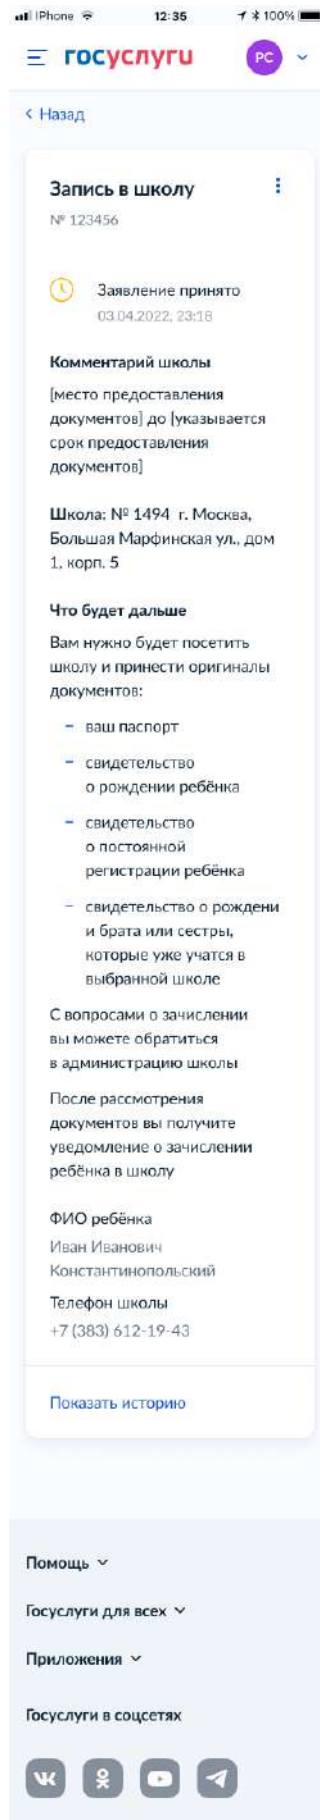 iPhone 12:35 100%
госуслуги РС
Назад
Запись в школу
№ 123456
Заявление принято
03.04.2022, 23:18
Комментарий школы
[место предоставления
документов] до [указывается
срок предоставления
документов]
Школа: № 1494 г. Москва,
Большая Марфинская ул., дом
1, корп. 5
Что будет дальше
Вам нужно будет посетить
школу и принести оригиналы
документов:
– ваш паспорт
– свидетельство
о рождении ребёнка
– свидетельство
о постоянной
регистрации ребёнка
– свидетельство о рождени
и брата или сестры,
которые уже учатся в
выбранной школе
С вопросами о зачислении
вы можете обратиться
в администрацию школы
После рассмотрения
документов вы получите
уведомление о зачислении
ребёнка в школу
ФИО ребёнка
Иван Иванович
Константинопольский
Телефон школы
+7 (383) 612-19-43
Показать историю
Помощь
Госуслуги для всех
Приложения
Госуслуги в соцсетях